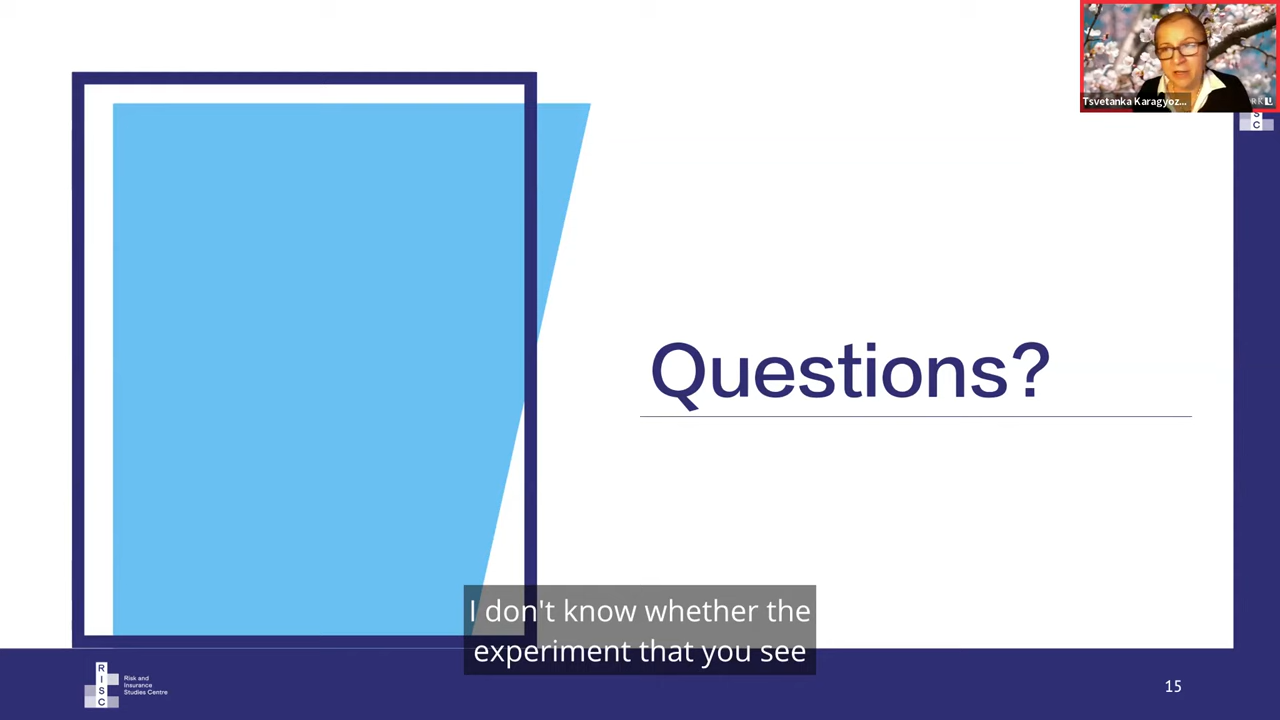 Tsvetanka Karagyoz...
S
C
Questions?
I don't know whether the
experiment that you see
R
I
S
C
Risk and
Insurance
Studies Centre
15